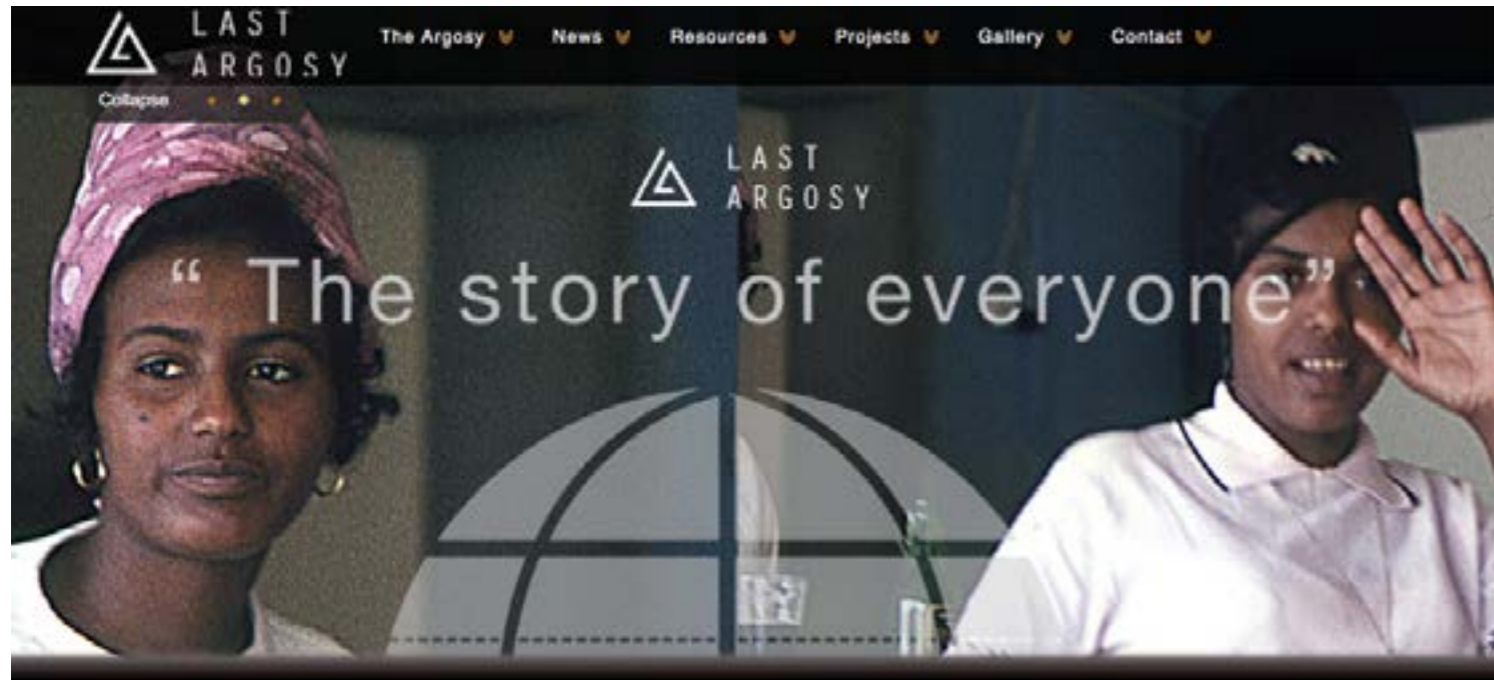 LAST
ARGOSY
The Argosy
News
Resources
Projects
Gallery
Contact
Collapse
LAST
ARGOSY
“ The story of everyone”